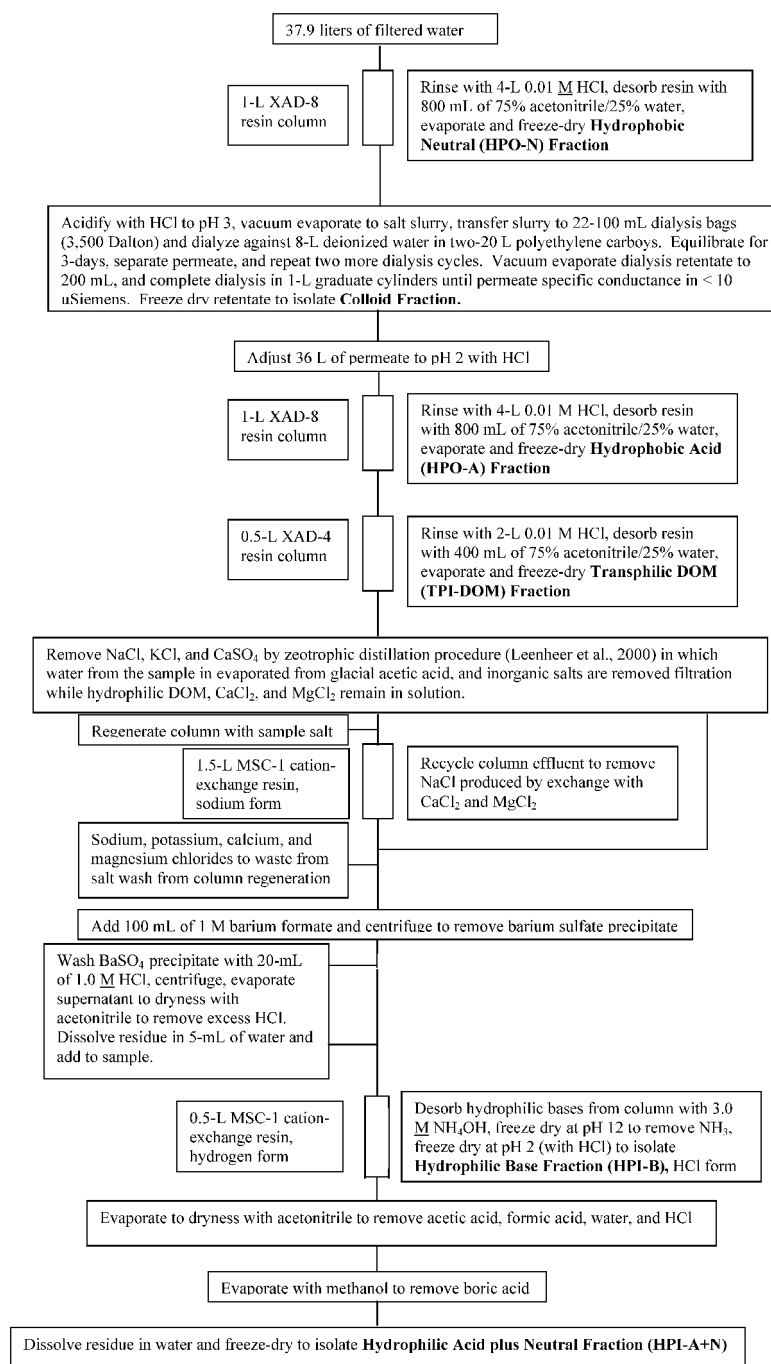 37.9 liters of filtered water
1-L XAD-8
resin column
Rinse with 4-L 0.01 M HCl, desorb resin with
800 mL of 75% acetonitrile/25% water,
evaporate and freeze-dry Hydrophobic
Neutral (HPO-N) Fraction
Acidify with HCl to pH 3, vacuum evaporate to salt slurry, transfer slurry to 22-100 mL dialysis bags
(3,500 Dalton) and dialyze against 8-L deionized water in two-20 L polyethylene carboys. Equilibrate for
3-days, separate permeate, and repeat two more dialysis cycles. Vacuum evaporate dialysis retentate to
200 mL, and complete dialysis in 1-L graduate cylinders until permeate specific conductance in < 10
uSiemens. Freeze dry retentate to isolate Colloid Fraction.
Adjust 36 L of permeate to pH 2 with HCl
1-L XAD-8
resin column
Rinse with 4-L 0.01 M HCl, desorb resin
with 800 mL of 75% acetonitrile/25% water,
evaporate and freeze-dry Hydrophobic Acid
(HPO-A) Fraction
0.5-L XAD-4
resin column
Rinse with 2-L 0.01 M HCl, desorb resin
with 400 mL of 75% acetonitrile/25% water,
evaporate and freeze-dry Transphilic DOM
(TPI-DOM) Fraction
Remove NaCl, KCl, and CaSO₄ by zeotrophic distillation procedure (Leenheer et al., 2000) in which
water from the sample in evaporated from glacial acetic acid, and inorganic salts are removed filtration
while hydrophilic DOM, CaCl₂, and MgCl₂ remain in solution.
Regenerate column with sample salt
1.5-L MSC-1 cation-
exchange resin,
sodium form
Recycle column effluent to remove
NaCl produced by exchange with
CaCl₂ and MgCl₂
Sodium, potassium, calcium, and
magnesium chlorides to waste from
salt wash from column regeneration
Add 100 mL of 1 M barium formate and centrifuge to remove barium sulfate precipitate
Wash BaSO₄ precipitate with 20-mL
of 1.0 M HCl, centrifuge, evaporate
supernatant to dryness with
acetonitrile to remove excess HCl.
Dissolve residue in 5-mL of water and
add to sample.
0.5-L MSC-1 cation-
exchange resin,
hydrogen form
Desorb hydrophilic bases from column with 3.0
M NH₄OH, freeze dry at pH 12 to remove NH₃,
freeze dry at pH 2 (with HCl) to isolate
Hydrophilic Base Fraction (HPI-B), HCl form
Evaporate to dryness with acetonitrile to remove acetic acid, formic acid, water, and HCl
Evaporate with methanol to remove boric acid
Dissolve residue in water and freeze-dry to isolate Hydrophilic Acid plus Neutral Fraction (HPI-A+N)